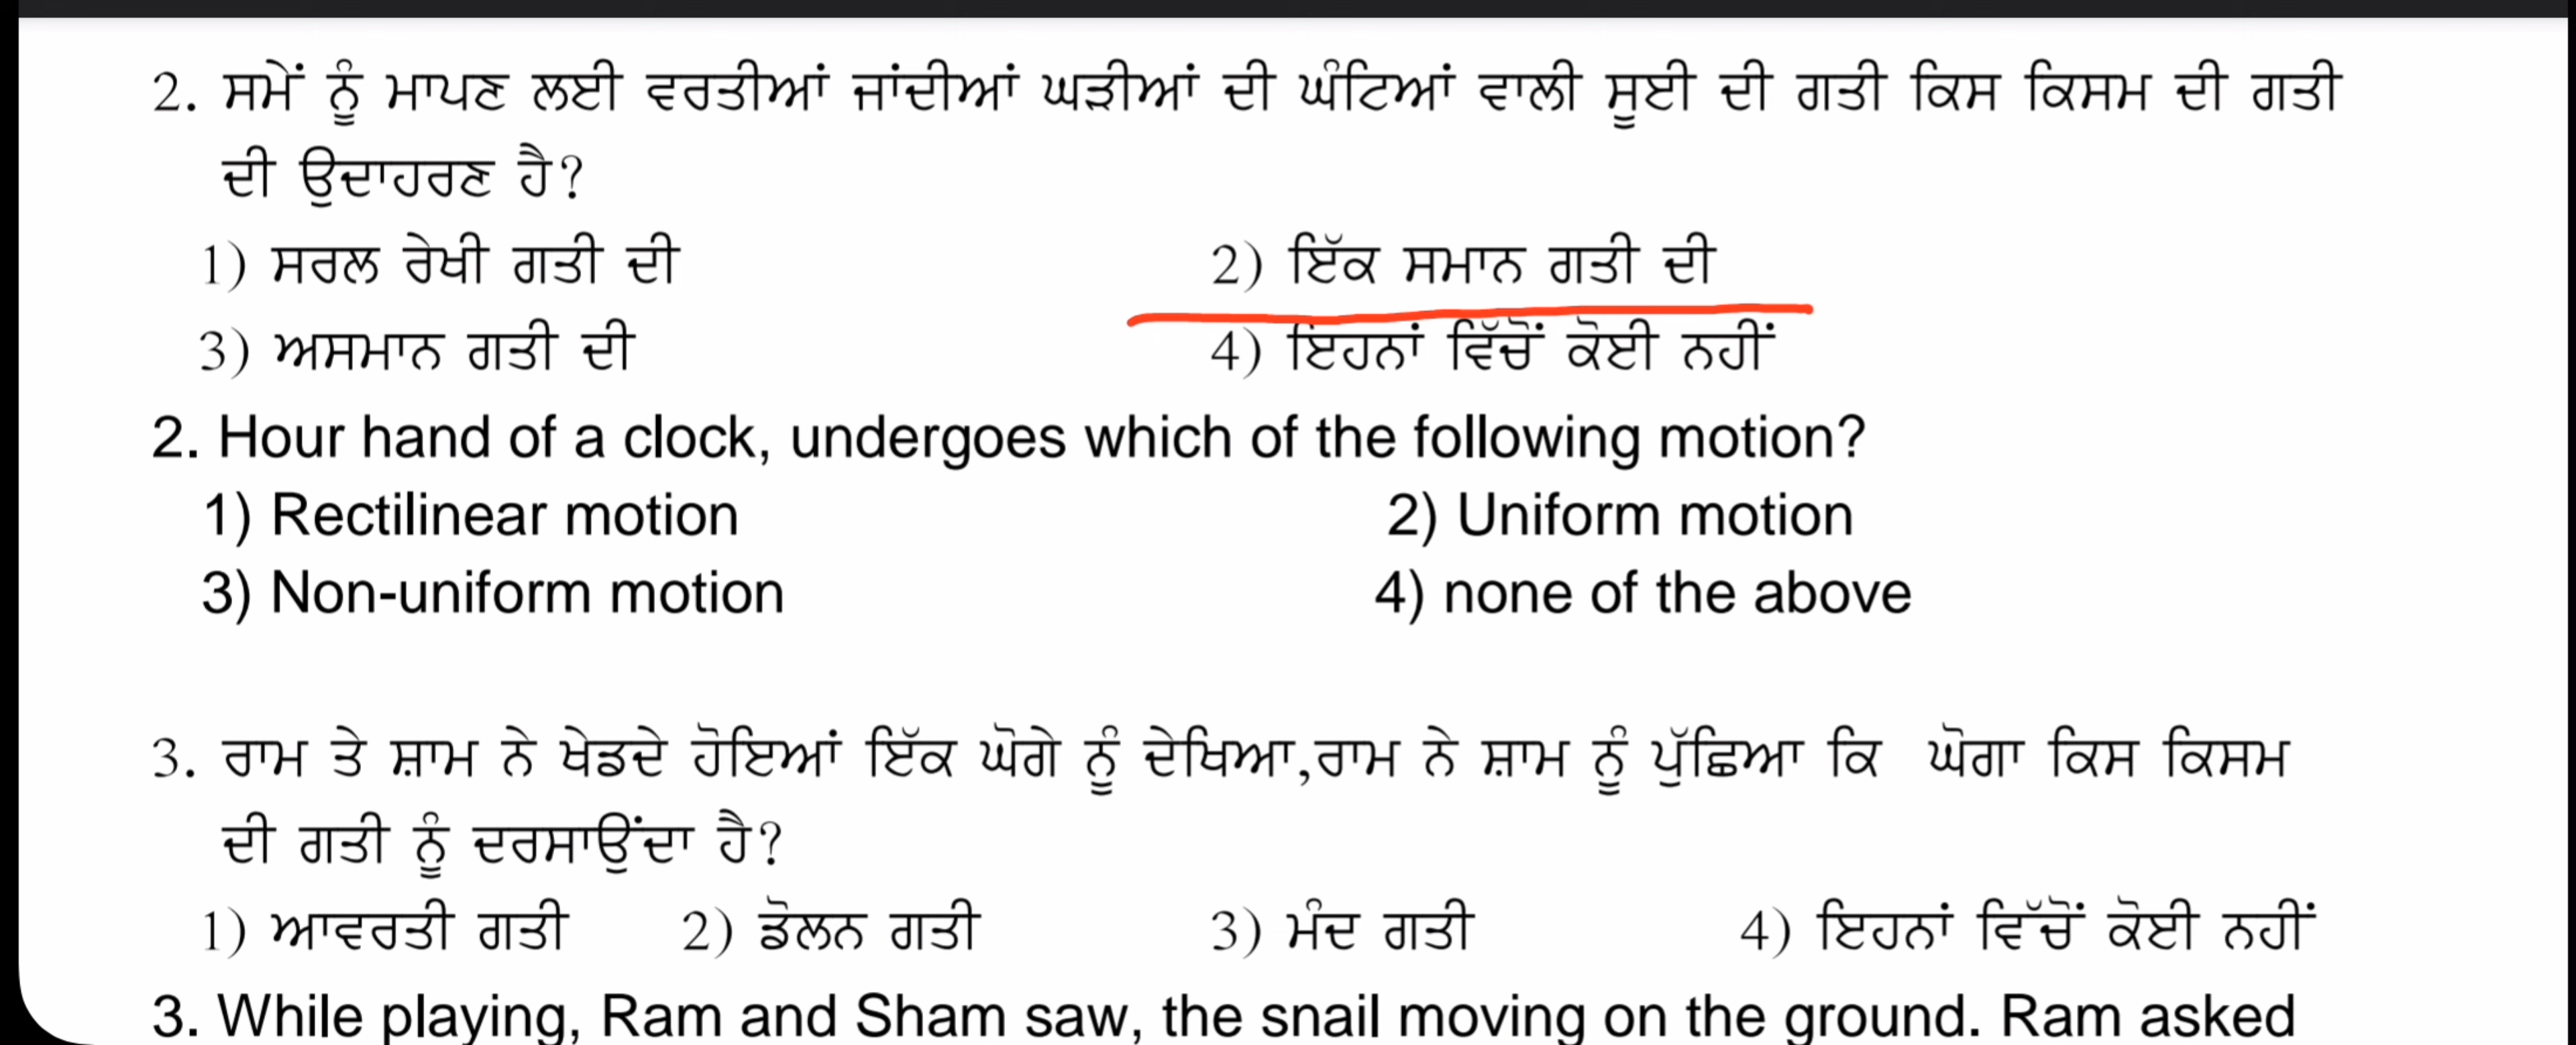 2. ਸਮੇਂ ਨੂੰ ਮਾਪਣ ਲਈ ਵਰਤੀਆਂ ਜਾਂਦੀਆਂ ਘੜੀਆਂ ਦੀ ਘੰਟਿਆਂ ਵਾਲੀ ਸੂਈ ਦੀ ਗਤੀ ਕਿਸ ਕਿਸਮ ਦੀ ਗਤੀ
ਦੀ ਉਦਾਹਰਣ ਹੈ?
1) ਸਰਲ ਰੇਖੀ ਗਤੀ ਦੀ 2) ਇੱਕ ਸਮਾਨ ਗਤੀ ਦੀ
3) ਅਸਮਾਨ ਗਤੀ ਦੀ 4) ਇਹਨਾਂ ਵਿੱਚੋਂ ਕੋਈ ਨਹੀਂ
2. Hour hand of a clock, undergoes which of the following motion?
1) Rectilinear motion 2) Uniform motion
3) Non-uniform motion 4) none of the above
3. ਰਾਮ ਤੇ ਸ਼ਾਮ ਨੇ ਖੇਡਦੇ ਹੋਇਆਂ ਇੱਕ ਘੋਗੇ ਨੂੰ ਦੇਖਿਆ,ਰਾਮ ਨੇ ਸ਼ਾਮ ਨੂੰ ਪੁੱਛਿਆ ਕਿ ਘੋਗਾ ਕਿਸ ਕਿਸਮ
ਦੀ ਗਤੀ ਨੂੰ ਦਰਸਾਉਂਦਾ ਹੈ?
1) ਆਵਰਤੀ ਗਤੀ 2) ਡੋਲਨ ਗਤੀ 3) ਮੰਦ ਗਤੀ 4) ਇਹਨਾਂ ਵਿੱਚੋਂ ਕੋਈ ਨਹੀਂ
3. While playing, Ram and Sham saw, the snail moving on the ground. Ram asked